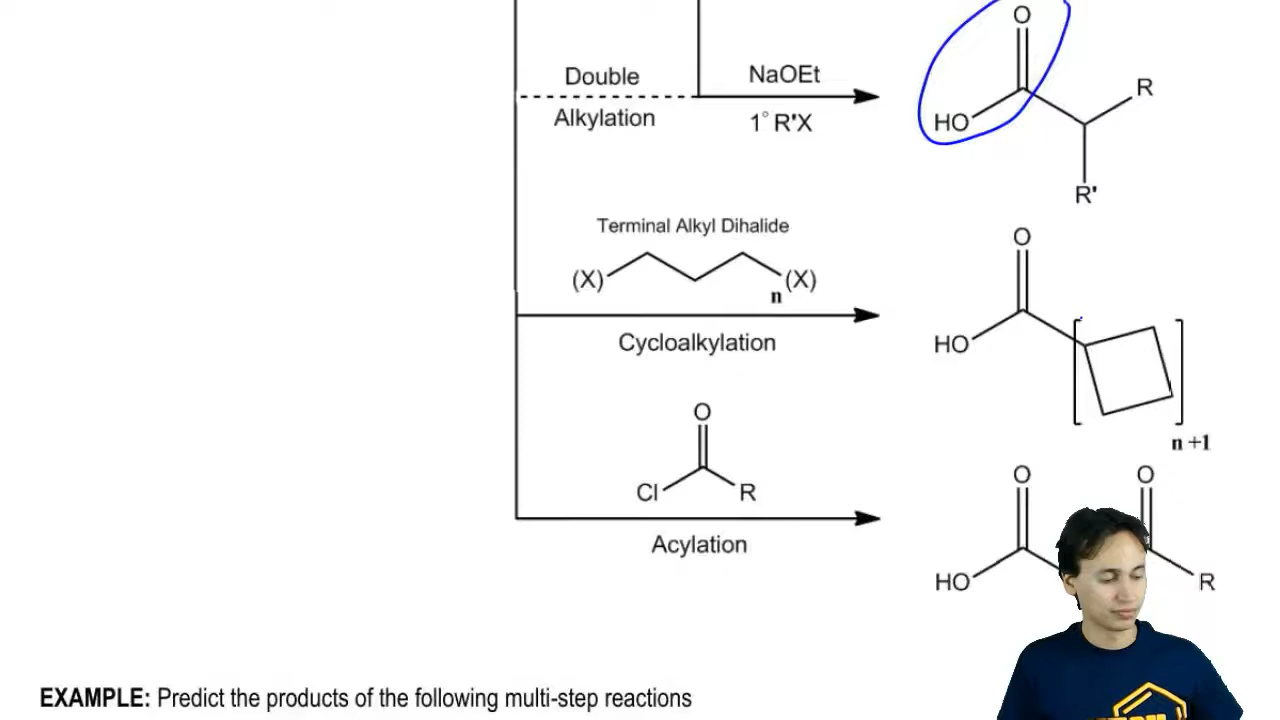 O
Double
NaOEt
R
HO
Alkylation
1° R'X
R'
Terminal Alkyl Dihalide
O
(X)
(X)
n
HO
Cycloalkylation
O
n +1
O
O
Cl
R
Acylation
HO
R
EXAMPLE: Predict the products of the following multi-step reactions